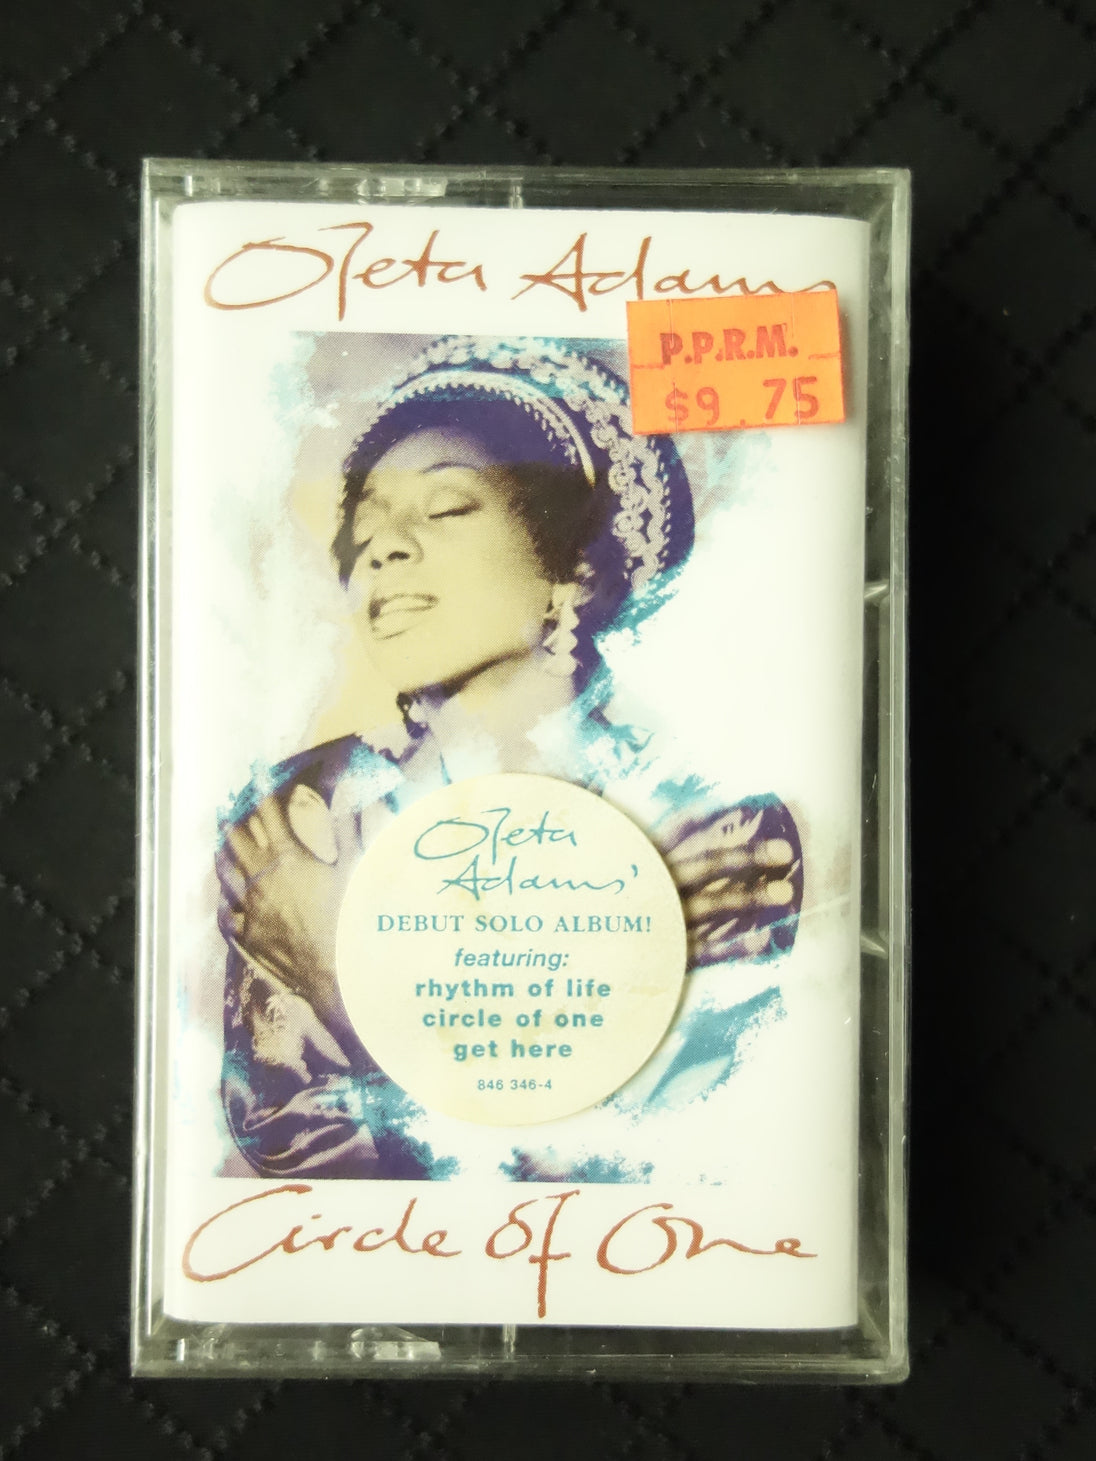 Oleta Adams
P.P.R.M.
$9.75
Oleta
Adams'
DEBUT SOLO ALBUM!
featuring:
rhythm of life
circle of one
get here
846 346-4
Circle Of One